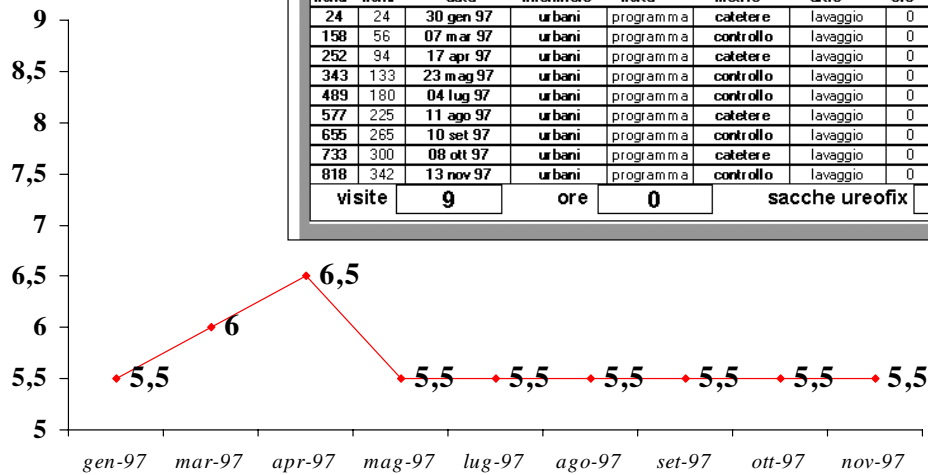 24 24 30 gen 97 urbani programma catetere lavaggio 0
158 56 07 mar 97 urbani programma controllo lavaggio 0
252 94 17 apr 97 urbani programma catetere lavaggio 0
343 133 23 mag 97 urbani programma controllo lavaggio 0
489 180 04 lug 97 urbani programma controllo lavaggio 0
577 225 11 ago 97 urbani programma catetere lavaggio 0
655 265 10 set 97 urbani programma controllo lavaggio 0
733 300 08 ott 97 urbani programma catetere lavaggio 0
818 342 13 nov 97 urbani programma controllo lavaggio 0
visite 9 ore 0 sacche ureofix
9
8,5
8
7,5
7
6,5
6
5,5
5
5,5
6
6,5
5,5
5,5
5,5
5,5
5,5
5,5
gen-97 mar-97 apr-97 mag-97 lug-97 ago-97 set-97 ott-97 nov-97